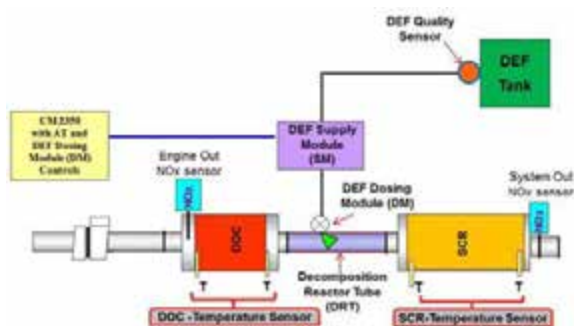 DEF Quality
Sensor
DEF
Tank
CM2350
with AT and
DEF Dosing
Module (DM)
Controls
DEF Supply
Module
(SM)
Engine Out
NOx sensor
NOx
DEF Dosing
Module (DM)
System Out
NOx sensor
NOx
DOC
SCR
T
T
T
T
Decomposition
Reactor Tube
(DRT)
DOC -Temperature Sensor
SCR-Temperature Sensor